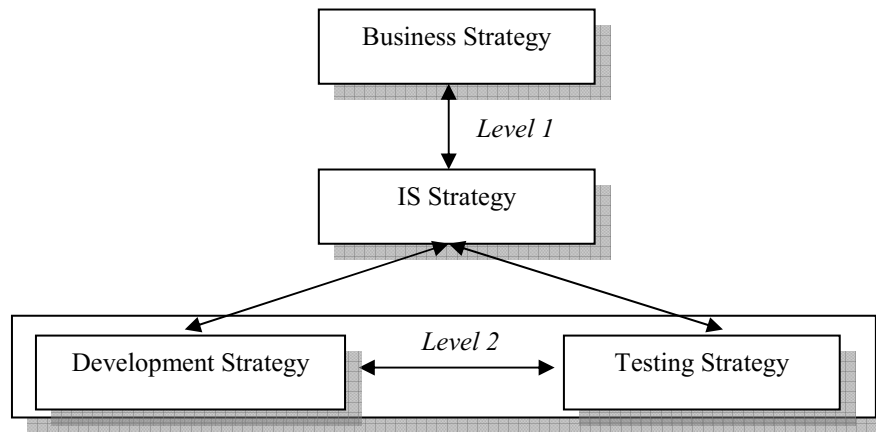 Business Strategy
Level 1
IS Strategy
Level 2
Development Strategy
Testing Strategy